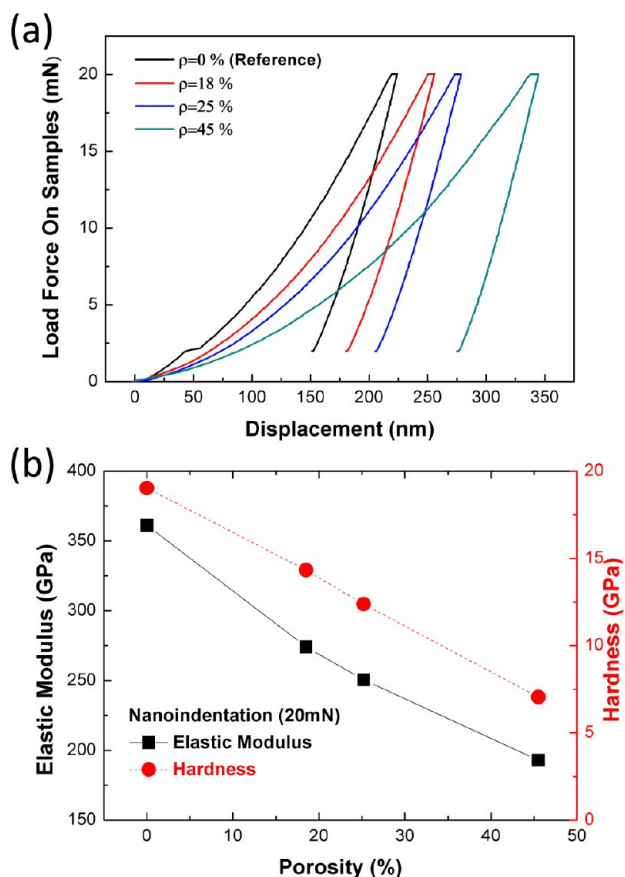 (a)
ρ=0 % (Reference)
ρ=18 %
ρ=25 %
ρ=45 %
Load Force On Samples (mN)
20
15
10
5
0
0 50 100 150 200 250 300 350
Displacement (nm)
(b)
Elastic Modulus (GPa)
400
350
300
250
200
150
Nanoindentation (20mN)
Elastic Modulus
Hardness
20
15
10
5
0
Hardness (GPa)
0 10 20 30 40 50
Porosity (%)